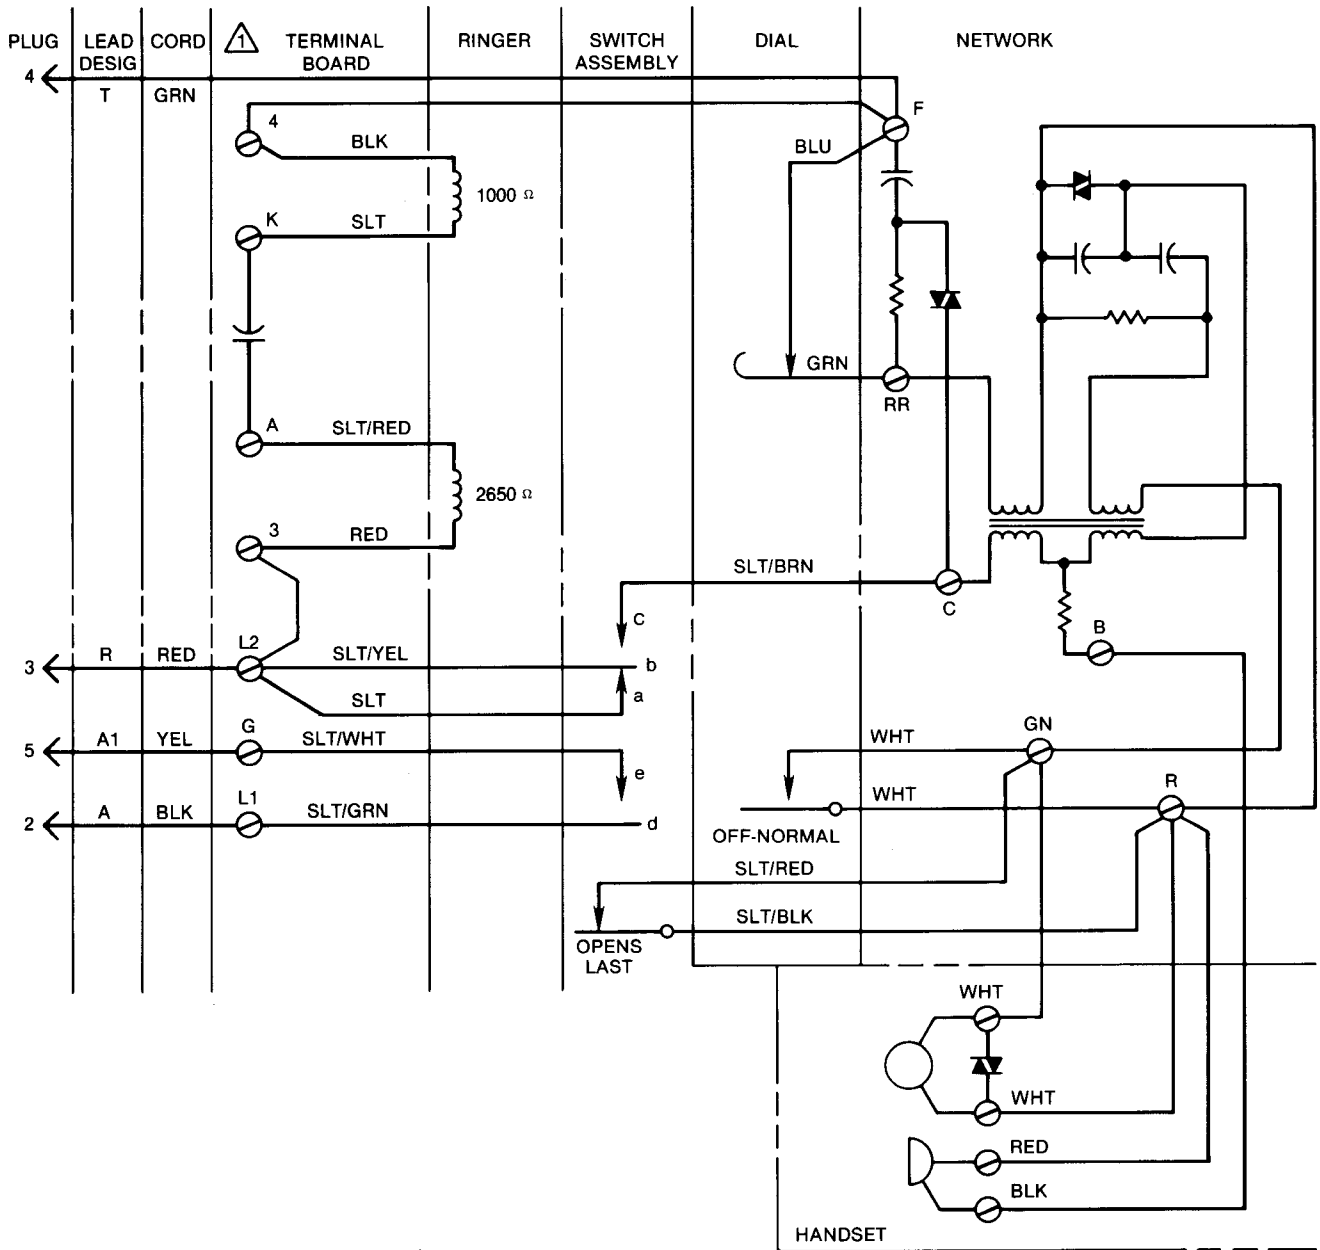 PLUG LEAD DESIG CORD 1 TERMINAL BOARD RINGER SWITCH ASSEMBLY DIAL NETWORK
4 T GRN
F
4
BLK
BLU
1000 Ω
K
SLT
GRN
RR
A
SLT/RED
2650 Ω
3
RED
SLT/BRN
C
c
B
L2
3 R RED SLT/YEL b
SLT a
G
GN
5 A1 YEL SLT/WHT WHT
e
R
L1
WHT
2 A BLK SLT/GRN d
OFF-NORMAL
SLT/RED
SLT/BLK
OPENS
LAST
WHT
WHT
RED
BLK
HANDSET